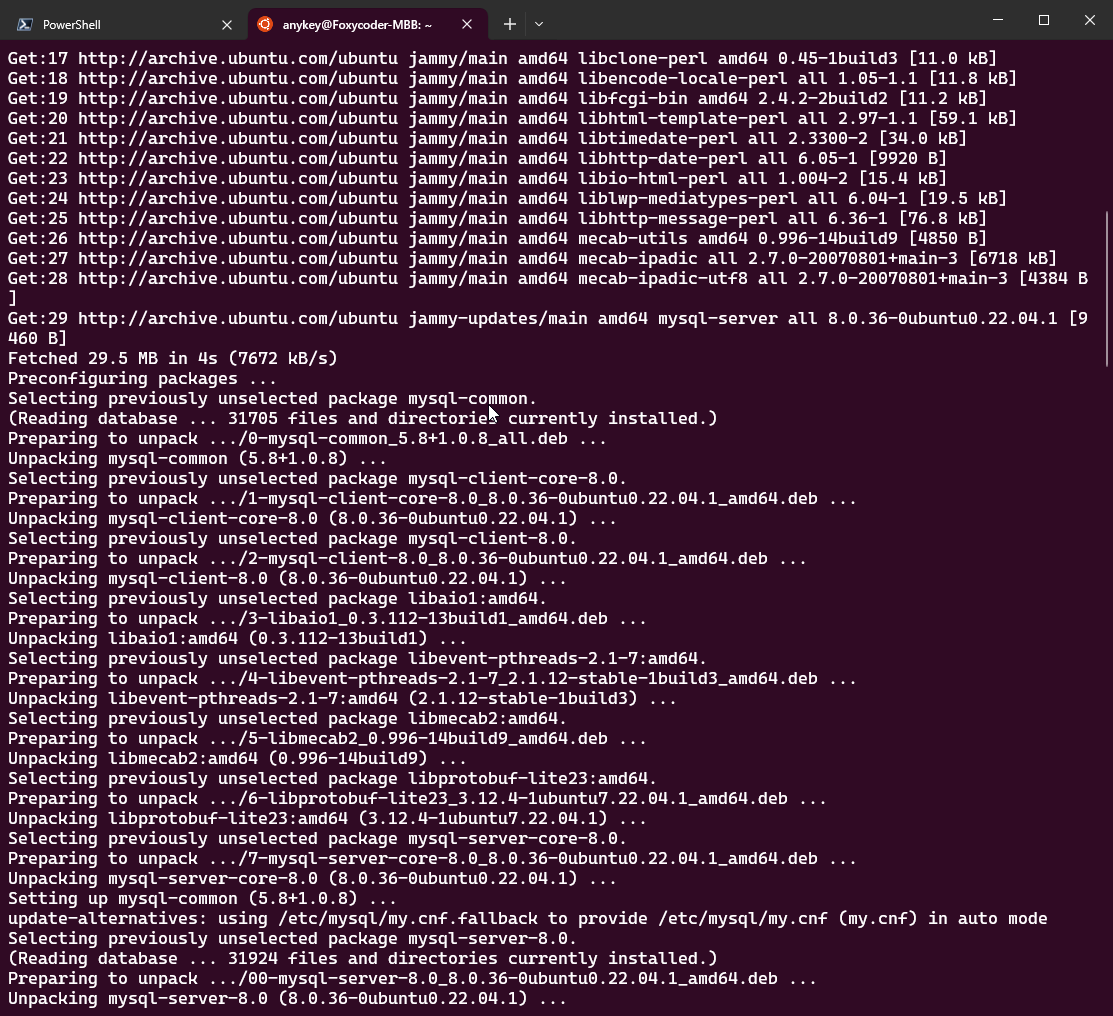 PowerShell
anykey@Foxycoder-MBB: ~
Get:17 http://archive.ubuntu.com/ubuntu jammy/main amd64 libclone-perl amd64 0.45-1build3 [11.0 kB]
Get:18 http://archive.ubuntu.com/ubuntu jammy/main amd64 libencode-locale-perl all 1.05-1.1 [11.8 kB]
Get:19 http://archive.ubuntu.com/ubuntu jammy/main amd64 libfcgi-bin amd64 2.4.2-2build2 [11.2 kB]
Get:20 http://archive.ubuntu.com/ubuntu jammy/main amd64 libhtml-template-perl all 2.97-1.1 [59.1 kB]
Get:21 http://archive.ubuntu.com/ubuntu jammy/main amd64 libtimedate-perl all 2.3300-2 [34.0 kB]
Get:22 http://archive.ubuntu.com/ubuntu jammy/main amd64 libhttp-date-perl all 6.05-1 [9920 B]
Get:23 http://archive.ubuntu.com/ubuntu jammy/main amd64 libio-html-perl all 1.004-2 [15.4 kB]
Get:24 http://archive.ubuntu.com/ubuntu jammy/main amd64 liblwp-mediatypes-perl all 6.04-1 [19.5 kB]
Get:25 http://archive.ubuntu.com/ubuntu jammy/main amd64 libhttp-message-perl all 6.36-1 [76.8 kB]
Get:26 http://archive.ubuntu.com/ubuntu jammy/main amd64 mecab-utils amd64 0.996-14build9 [4850 B]
Get:27 http://archive.ubuntu.com/ubuntu jammy/main amd64 mecab-ipadic all 2.7.0-20070801+main-3 [6718 kB]
Get:28 http://archive.ubuntu.com/ubuntu jammy/main amd64 mecab-ipadic-utf8 all 2.7.0-20070801+main-3 [4384 B
]
Get:29 http://archive.ubuntu.com/ubuntu jammy-updates/main amd64 mysql-server all 8.0.36-0ubuntu0.22.04.1 [9
460 B]
Fetched 29.5 MB in 4s (7672 kB/s)
Preconfiguring packages ...
Selecting previously unselected package mysql-common.
(Reading database ... 31705 files and directories currently installed.)
Preparing to unpack .../0-mysql-common_5.8+1.0.8_all.deb ...
Unpacking mysql-common (5.8+1.0.8) ...
Selecting previously unselected package mysql-client-core-8.0.
Preparing to unpack .../1-mysql-client-core-8.0_8.0.36-0ubuntu0.22.04.1_amd64.deb ...
Unpacking mysql-client-core-8.0 (8.0.36-0ubuntu0.22.04.1) ...
Selecting previously unselected package mysql-client-8.0.
Preparing to unpack .../2-mysql-client-8.0_8.0.36-0ubuntu0.22.04.1_amd64.deb ...
Unpacking mysql-client-8.0 (8.0.36-0ubuntu0.22.04.1) ...
Selecting previously unselected package libaio1:amd64.
Preparing to unpack .../3-libaio1_0.3.112-13build1_amd64.deb ...
Unpacking libaio1:amd64 (0.3.112-13build1) ...
Selecting previously unselected package libevent-pthreads-2.1-7:amd64.
Preparing to unpack .../4-libevent-pthreads-2.1-7_2.1.12-stable-1build3_amd64.deb ...
Unpacking libevent-pthreads-2.1-7:amd64 (2.1.12-stable-1build3) ...
Selecting previously unselected package libmecab2:amd64.
Preparing to unpack .../5-libmecab2_0.996-14build9_amd64.deb ...
Unpacking libmecab2:amd64 (0.996-14build9) ...
Selecting previously unselected package libprotobuf-lite23:amd64.
Preparing to unpack .../6-libprotobuf-lite23_3.12.4-1ubuntu7.22.04.1_amd64.deb ...
Unpacking libprotobuf-lite23:amd64 (3.12.4-1ubuntu7.22.04.1) ...
Selecting previously unselected package mysql-server-core-8.0.
Preparing to unpack .../7-mysql-server-core-8.0_8.0.36-0ubuntu0.22.04.1_amd64.deb ...
Unpacking mysql-server-core-8.0 (8.0.36-0ubuntu0.22.04.1) ...
Setting up mysql-common (5.8+1.0.8) ...
update-alternatives: using /etc/mysql/my.cnf.fallback to provide /etc/mysql/my.cnf (my.cnf) in auto mode
Selecting previously unselected package mysql-server-8.0.
(Reading database ... 31924 files and directories currently installed.)
Preparing to unpack .../00-mysql-server-8.0_8.0.36-0ubuntu0.22.04.1_amd64.deb ...
Unpacking mysql-server-8.0 (8.0.36-0ubuntu0.22.04.1) ...